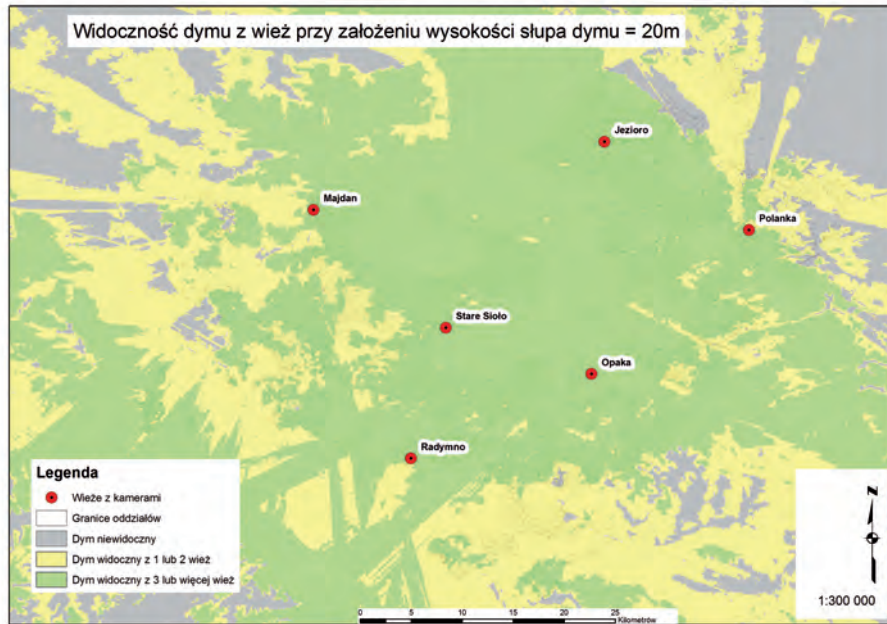 Widoczność dymu z wież przy założeniu wysokości słupa dymu = 20m
Jezioro
Majdan
Polanka
Stare Sioło
Opaka
Radymno
Legenda
Wieże z kamerami
Granice oddziałów
Dym niewidoczny
Dym widoczny z 1 lub 2 wież
Dym widoczny z 3 lub więcej wież
N
1:300 000
0 5 10 15 20 25
Kilometrów